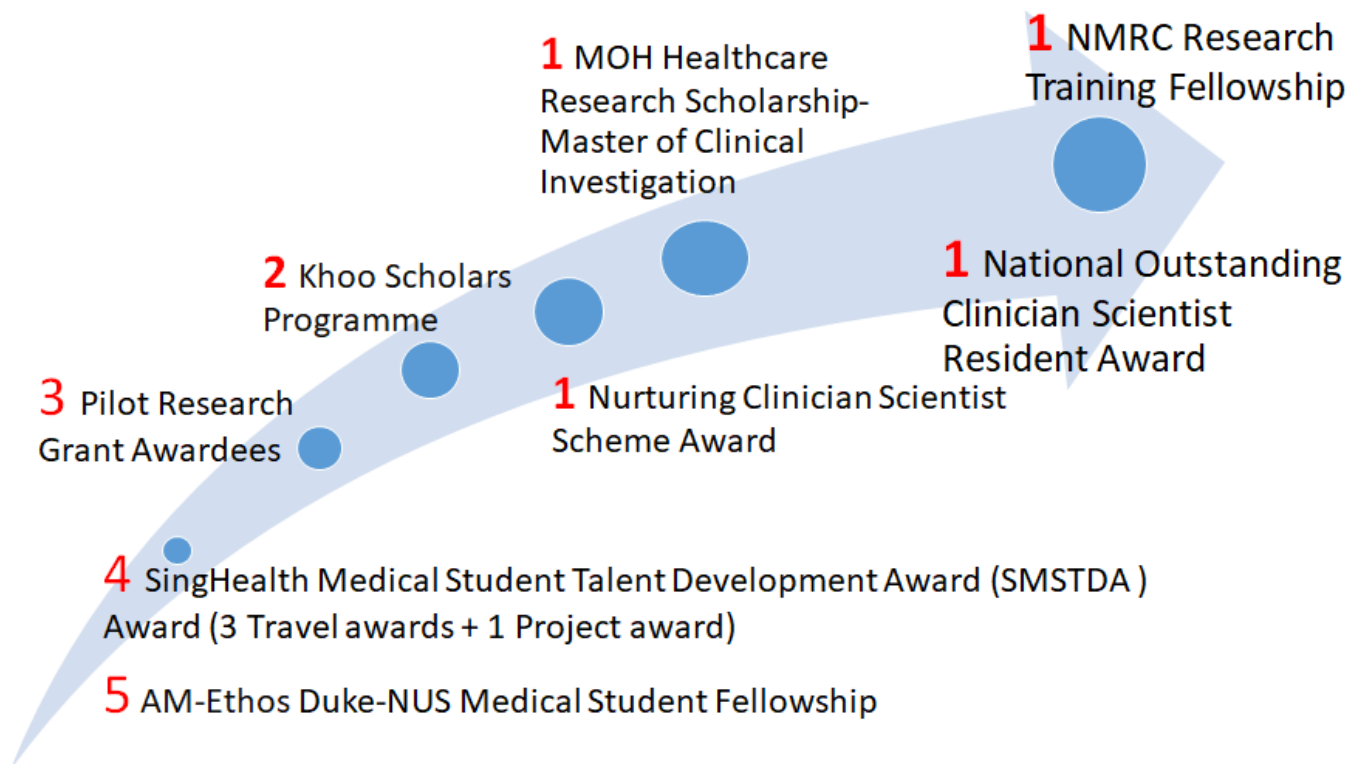 1 NMRC Research
Training Fellowship
1 MOH Healthcare
Research Scholarship-
Master of Clinical
Investigation
1 National Outstanding
Clinician Scientist
Resident Award
2 Khoo Scholars
Programme
1 Nurturing Clinician Scientist
Scheme Award
3 Pilot Research
Grant Awardees
4 SingHealth Medical Student Talent Development Award (SMSTDA )
Award (3 Travel awards + 1 Project award)
5 AM-Ethos Duke-NUS Medical Student Fellowship